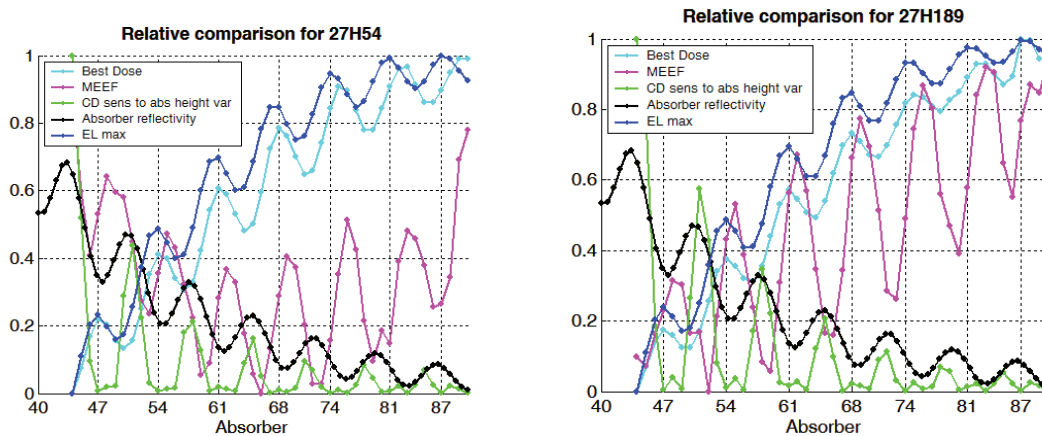 Relative comparison for 27H54
1
0.8
0.6
0.4
0.2
0
Best Dose
MEEF
CD sens to abs height var
Absorber reflectivity
EL max
40 47 54 61 68 74 81 87
Absorber
Relative comparison for 27H189
1
0.8
0.6
0.4
0.2
0
Best Dose
MEEF
CD sens to abs height var
Absorber reflectivity
EL max
40 47 54 61 68 74 81 87
Absorber